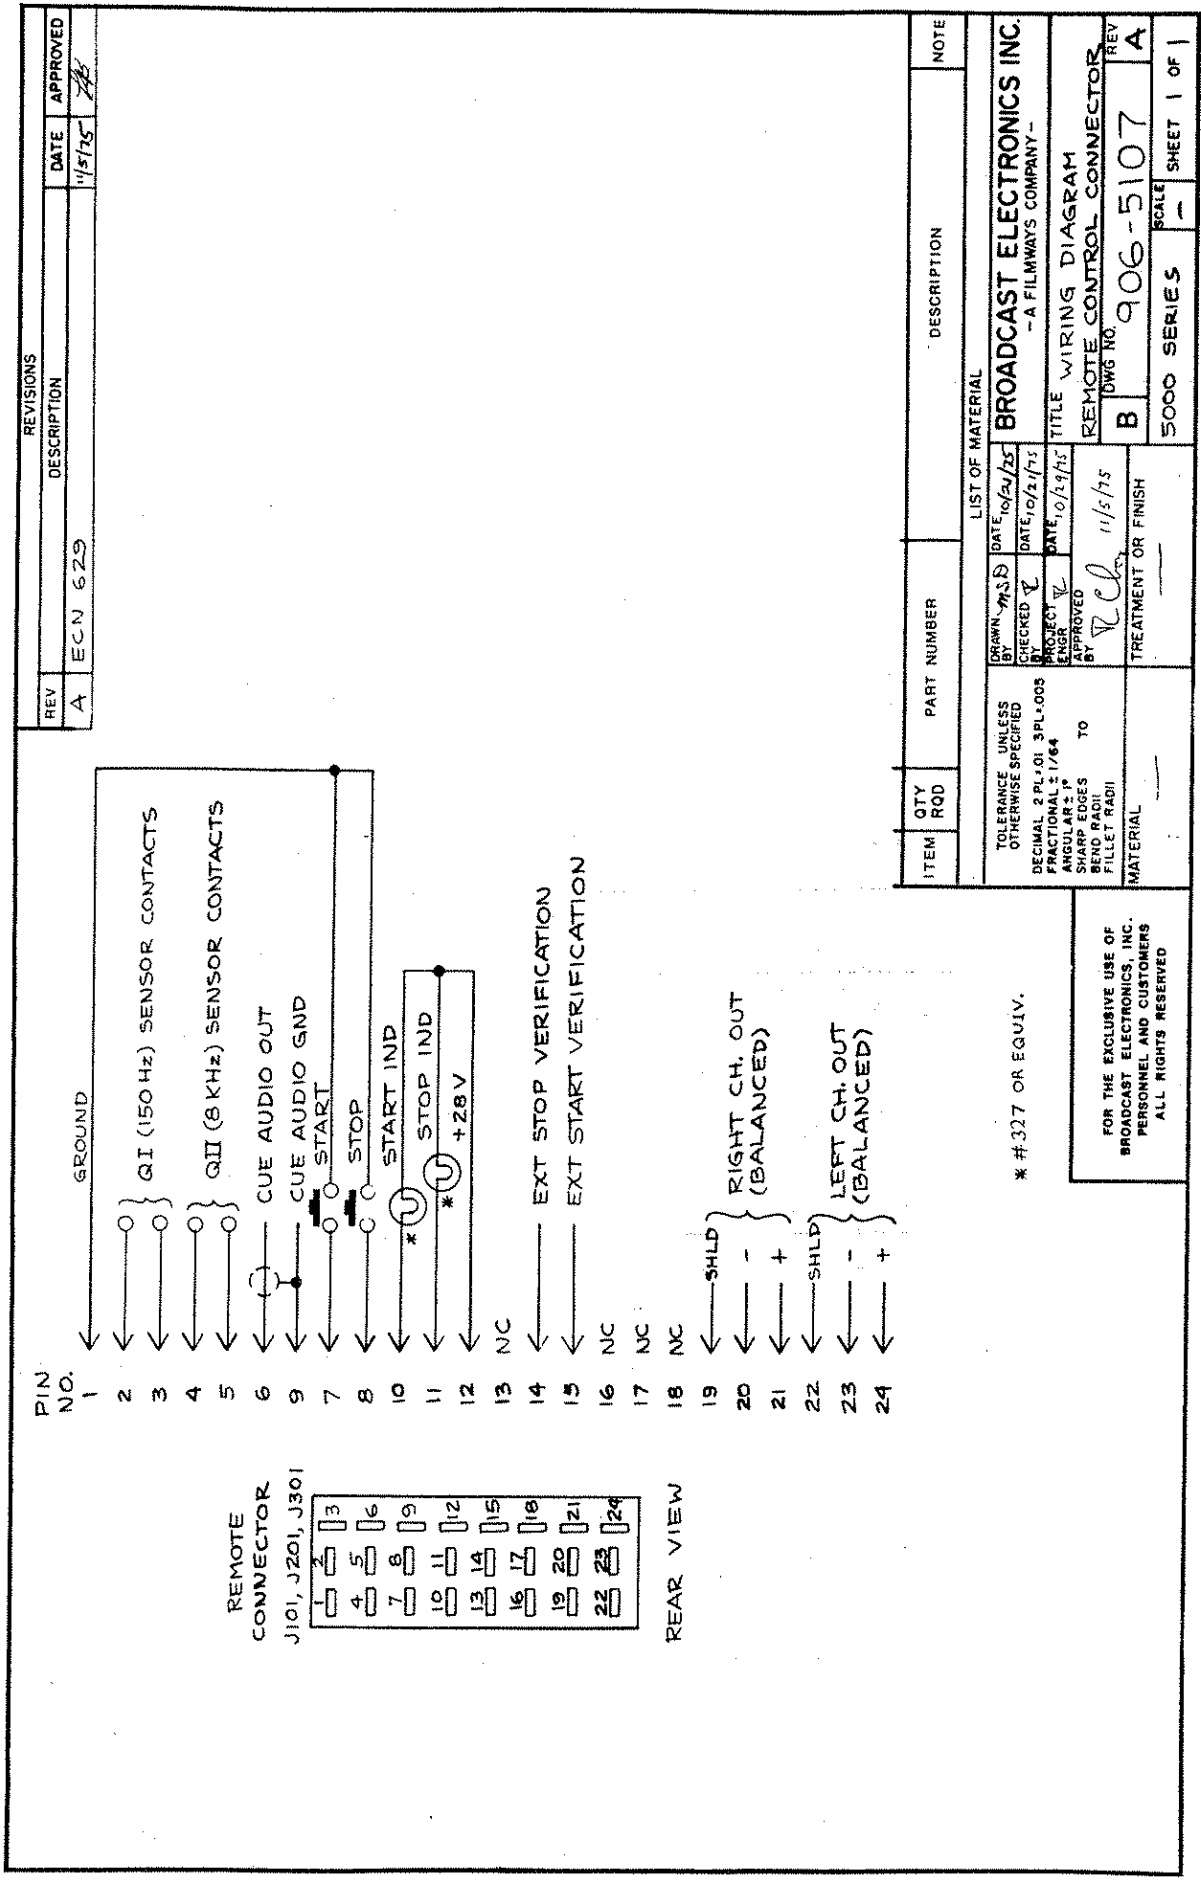 REVISIONS
REV DESCRIPTION DATE APPROVED
A ECN 629 11/5/75
PIN
NO.
1 GROUND
2
3
QI (150 Hz) SENSOR CONTACTS
4
5
QII (8 KHz) SENSOR CONTACTS
6 CUE AUDIO OUT
9 CUE AUDIO GND
7 START
8 STOP
10 * START IND
11 * STOP IND
12 +28V
13 NC
14 EXT STOP VERIFICATION
15 EXT START VERIFICATION
16 NC
17 NC
18 NC
19 SHLD
20 -
21 +
RIGHT CH. OUT
(BALANCED)
22 SHLD
23 -
24 +
LEFT CH. OUT
(BALANCED)
REMOTE
CONNECTOR
J101, J201, J301
1 2 3
4 5 6
7 8 9
10 11 12
13 14 15
16 17 18
19 20 21
22 23 24
REAR VIEW
* #327 OR EQUIV.
FOR THE EXCLUSIVE USE OF
BROADCAST ELECTRONICS, INC.
PERSONNEL AND CUSTOMERS
ALL RIGHTS RESERVED
ITEM QTY RQD PART NUMBER DESCRIPTION NOTE
LIST OF MATERIAL
TOLERANCE UNLESS
OTHERWISE SPECIFIED
DECIMAL 2 PL±.01 3PL±.005
FRACTIONAL ± 1/64
ANGULAR ± 1°
SHARP EDGES TO
BEND RADII
FILLET RADII
MATERIAL —
DRAWN BY MSD DATE 10/21/75
CHECKED BY DATE 10/21/75
PROJECT ENGR DATE 10/29/75
APPROVED BY 11/5/75
TREATMENT OR FINISH —
BROADCAST ELECTRONICS INC.
- A FILMWAYS COMPANY -
TITLE WIRING DIAGRAM
REMOTE CONTROL CONNECTOR
B DWG NO. 906-5107 REV A
5000 SERIES SCALE — SHEET 1 OF 1